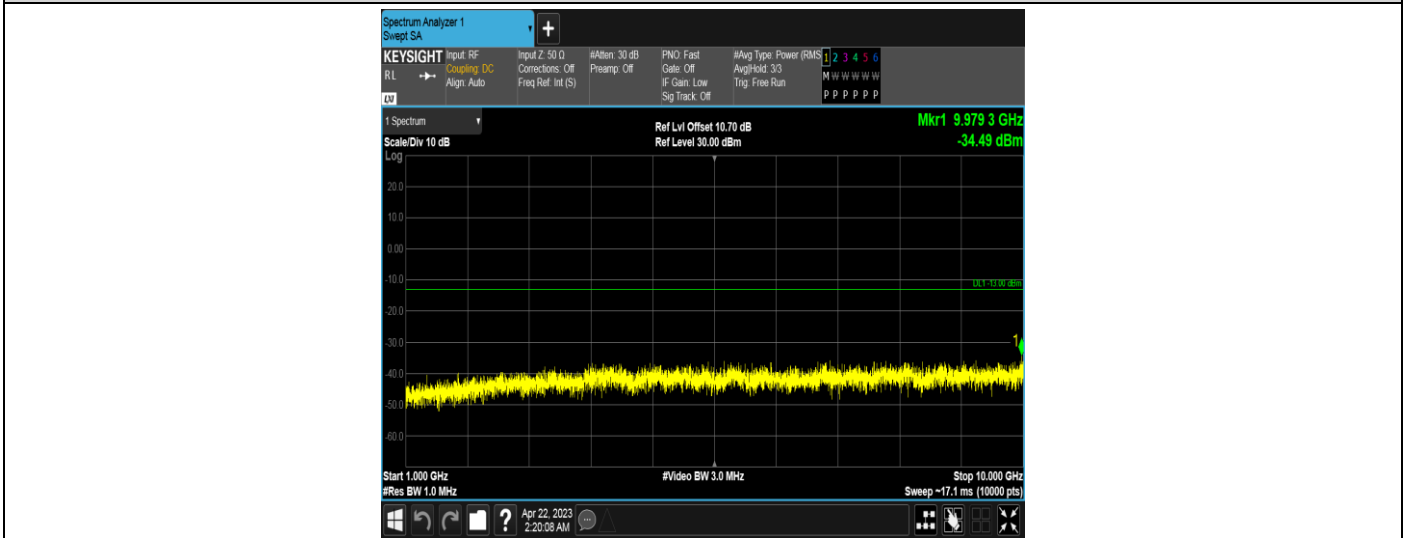 Spectrum Analyzer 1
Swept SA
+
KEYSIGHT Input: RF Input Z: 50 Ω #Atten: 30 dB PNO: Fast #Avg Type: Power (RMS 1 2 3 4 5 6
RL Coupling: DC Corrections: Off Preamp: Off Gate: Off Avg|Hold: 3/3 M W W W W W
Align: Auto Freq Ref: Int (S) IF Gain: Low Trig: Free Run
Sig Track: Off P P P P P P
LXI
1 Spectrum Ref Lvl Offset 10.70 dB Mkr1 9.979 3 GHz
Scale/Div 10 dB Ref Level 30.00 dBm -34.49 dBm
Log
20.0
10.0
0.00
-10.0
DL1 -13.00 dBm
-20.0
-30.0
1
-40.0
-50.0
-60.0
Start 1.000 GHz #Video BW 3.0 MHz Stop 10.000 GHz
#Res BW 1.0 MHz Sweep ~17.1 ms (10000 pts)
? Apr 22, 2023
2:20:08 AM